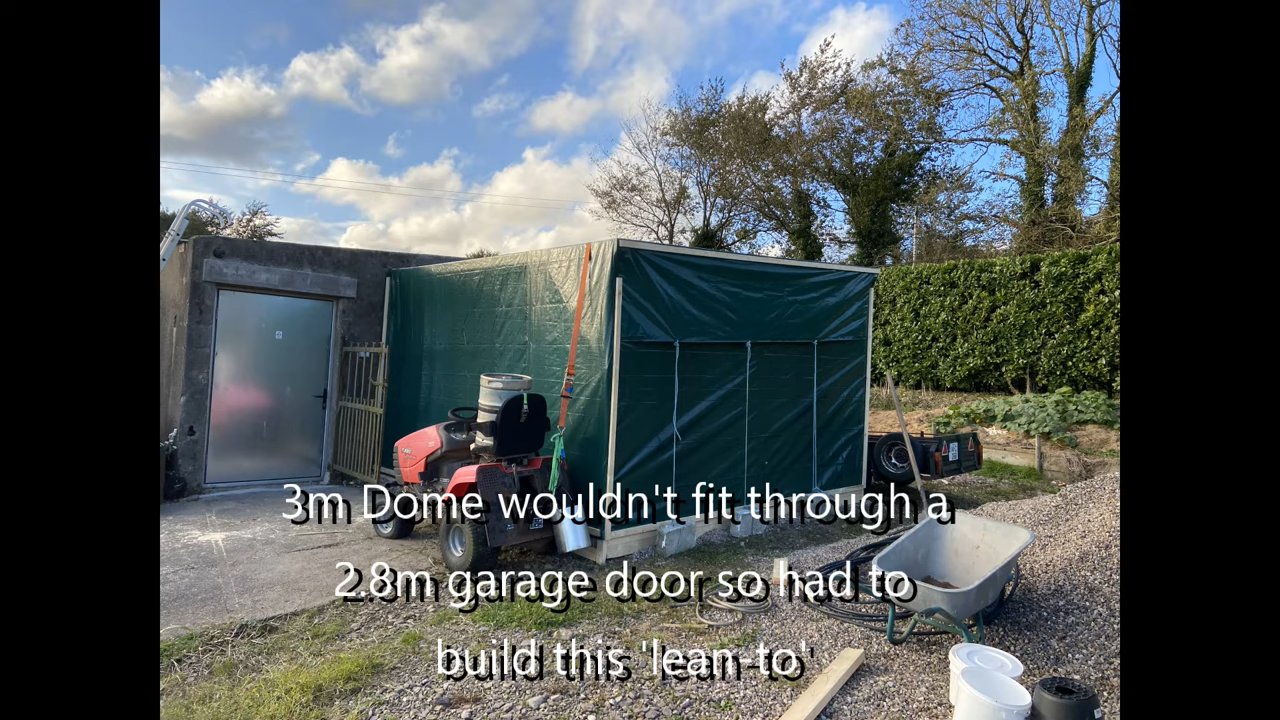 3m Dome wouldn't fit through a
2.8m garage door so had to
build this 'lean-to'